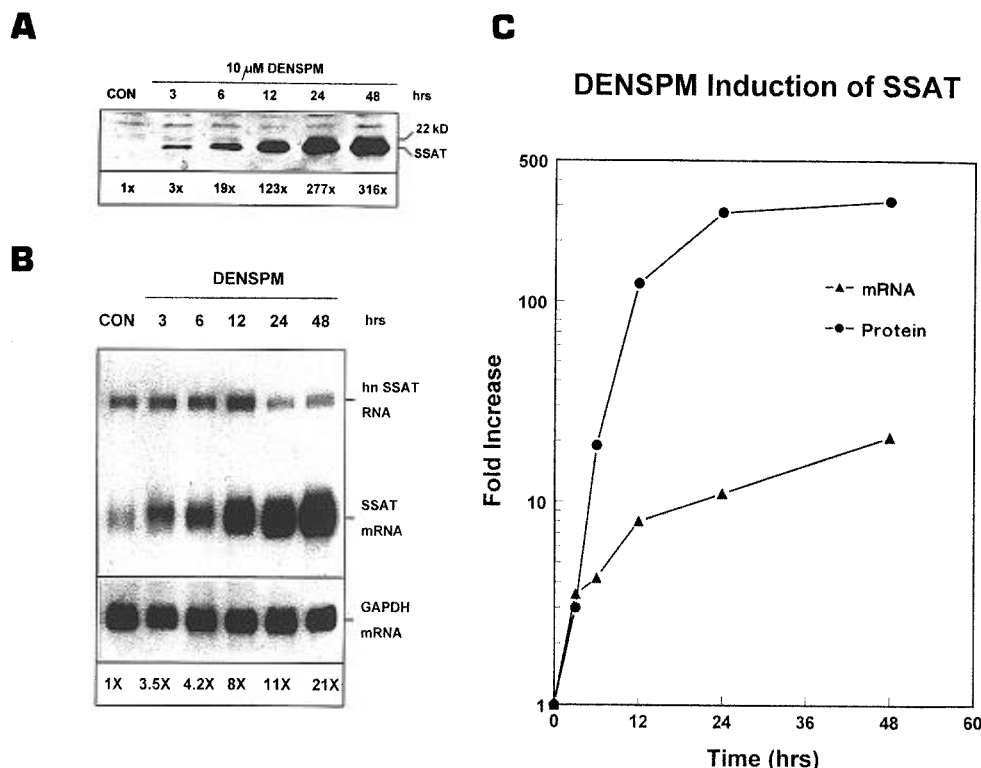 A
10 μM DENSPM
CON 3 6 12 24 48 hrs
22 kD
SSAT
1x 3x 19x 123x 277x 316x
B
DENSPM
CON 3 6 12 24 48 hrs
hn SSAT
RNA
SSAT
mRNA
GAPDH
mRNA
1X 3.5X 4.2X 8X 11X 21X
C
DENSPM Induction of SSAT
500
100
10
1
Fold Increase
mRNA
Protein
0 12 24 36 48 60
Time (hrs)